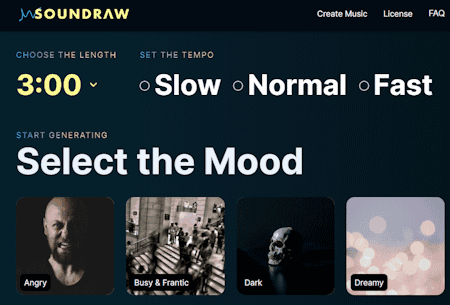 SOUNDRAW
Create Music License FAQ
CHOOSE THE LENGTH SET THE TEMPO
3:00 Slow Normal Fast
START GENERATING
Select the Mood
Angry Busy & Frantic Dark Dreamy